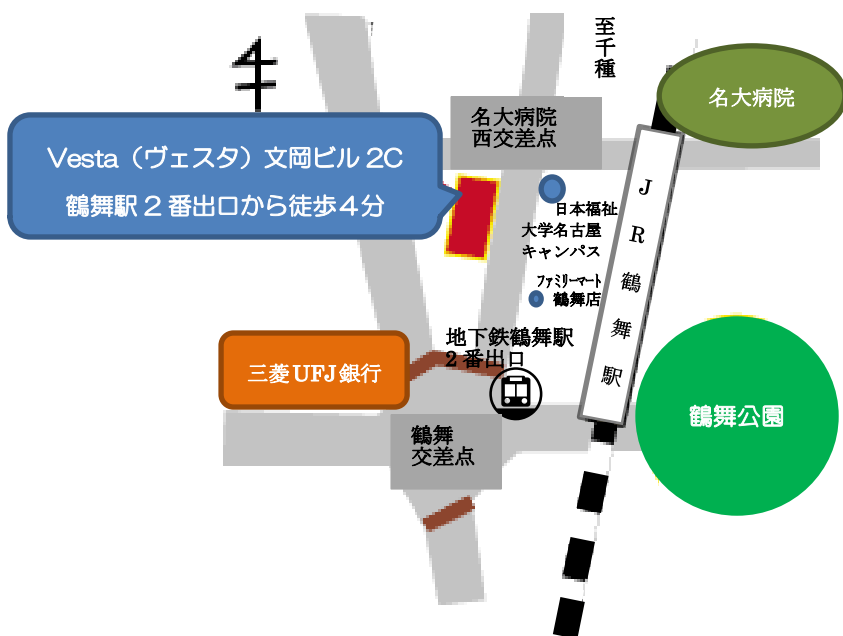 至千種
名大病院
名大病院
西交差点
Vesta（ヴェスタ）文岡ビル 2C
鶴舞駅 2 番出口から徒歩４分
日本福祉
大学名古屋
キャンパス
ファミリーマート
鶴舞店
JR鶴舞駅
地下鉄鶴舞駅
2 番出口
三菱 UFJ 銀行
鶴舞公園
鶴舞
交差点